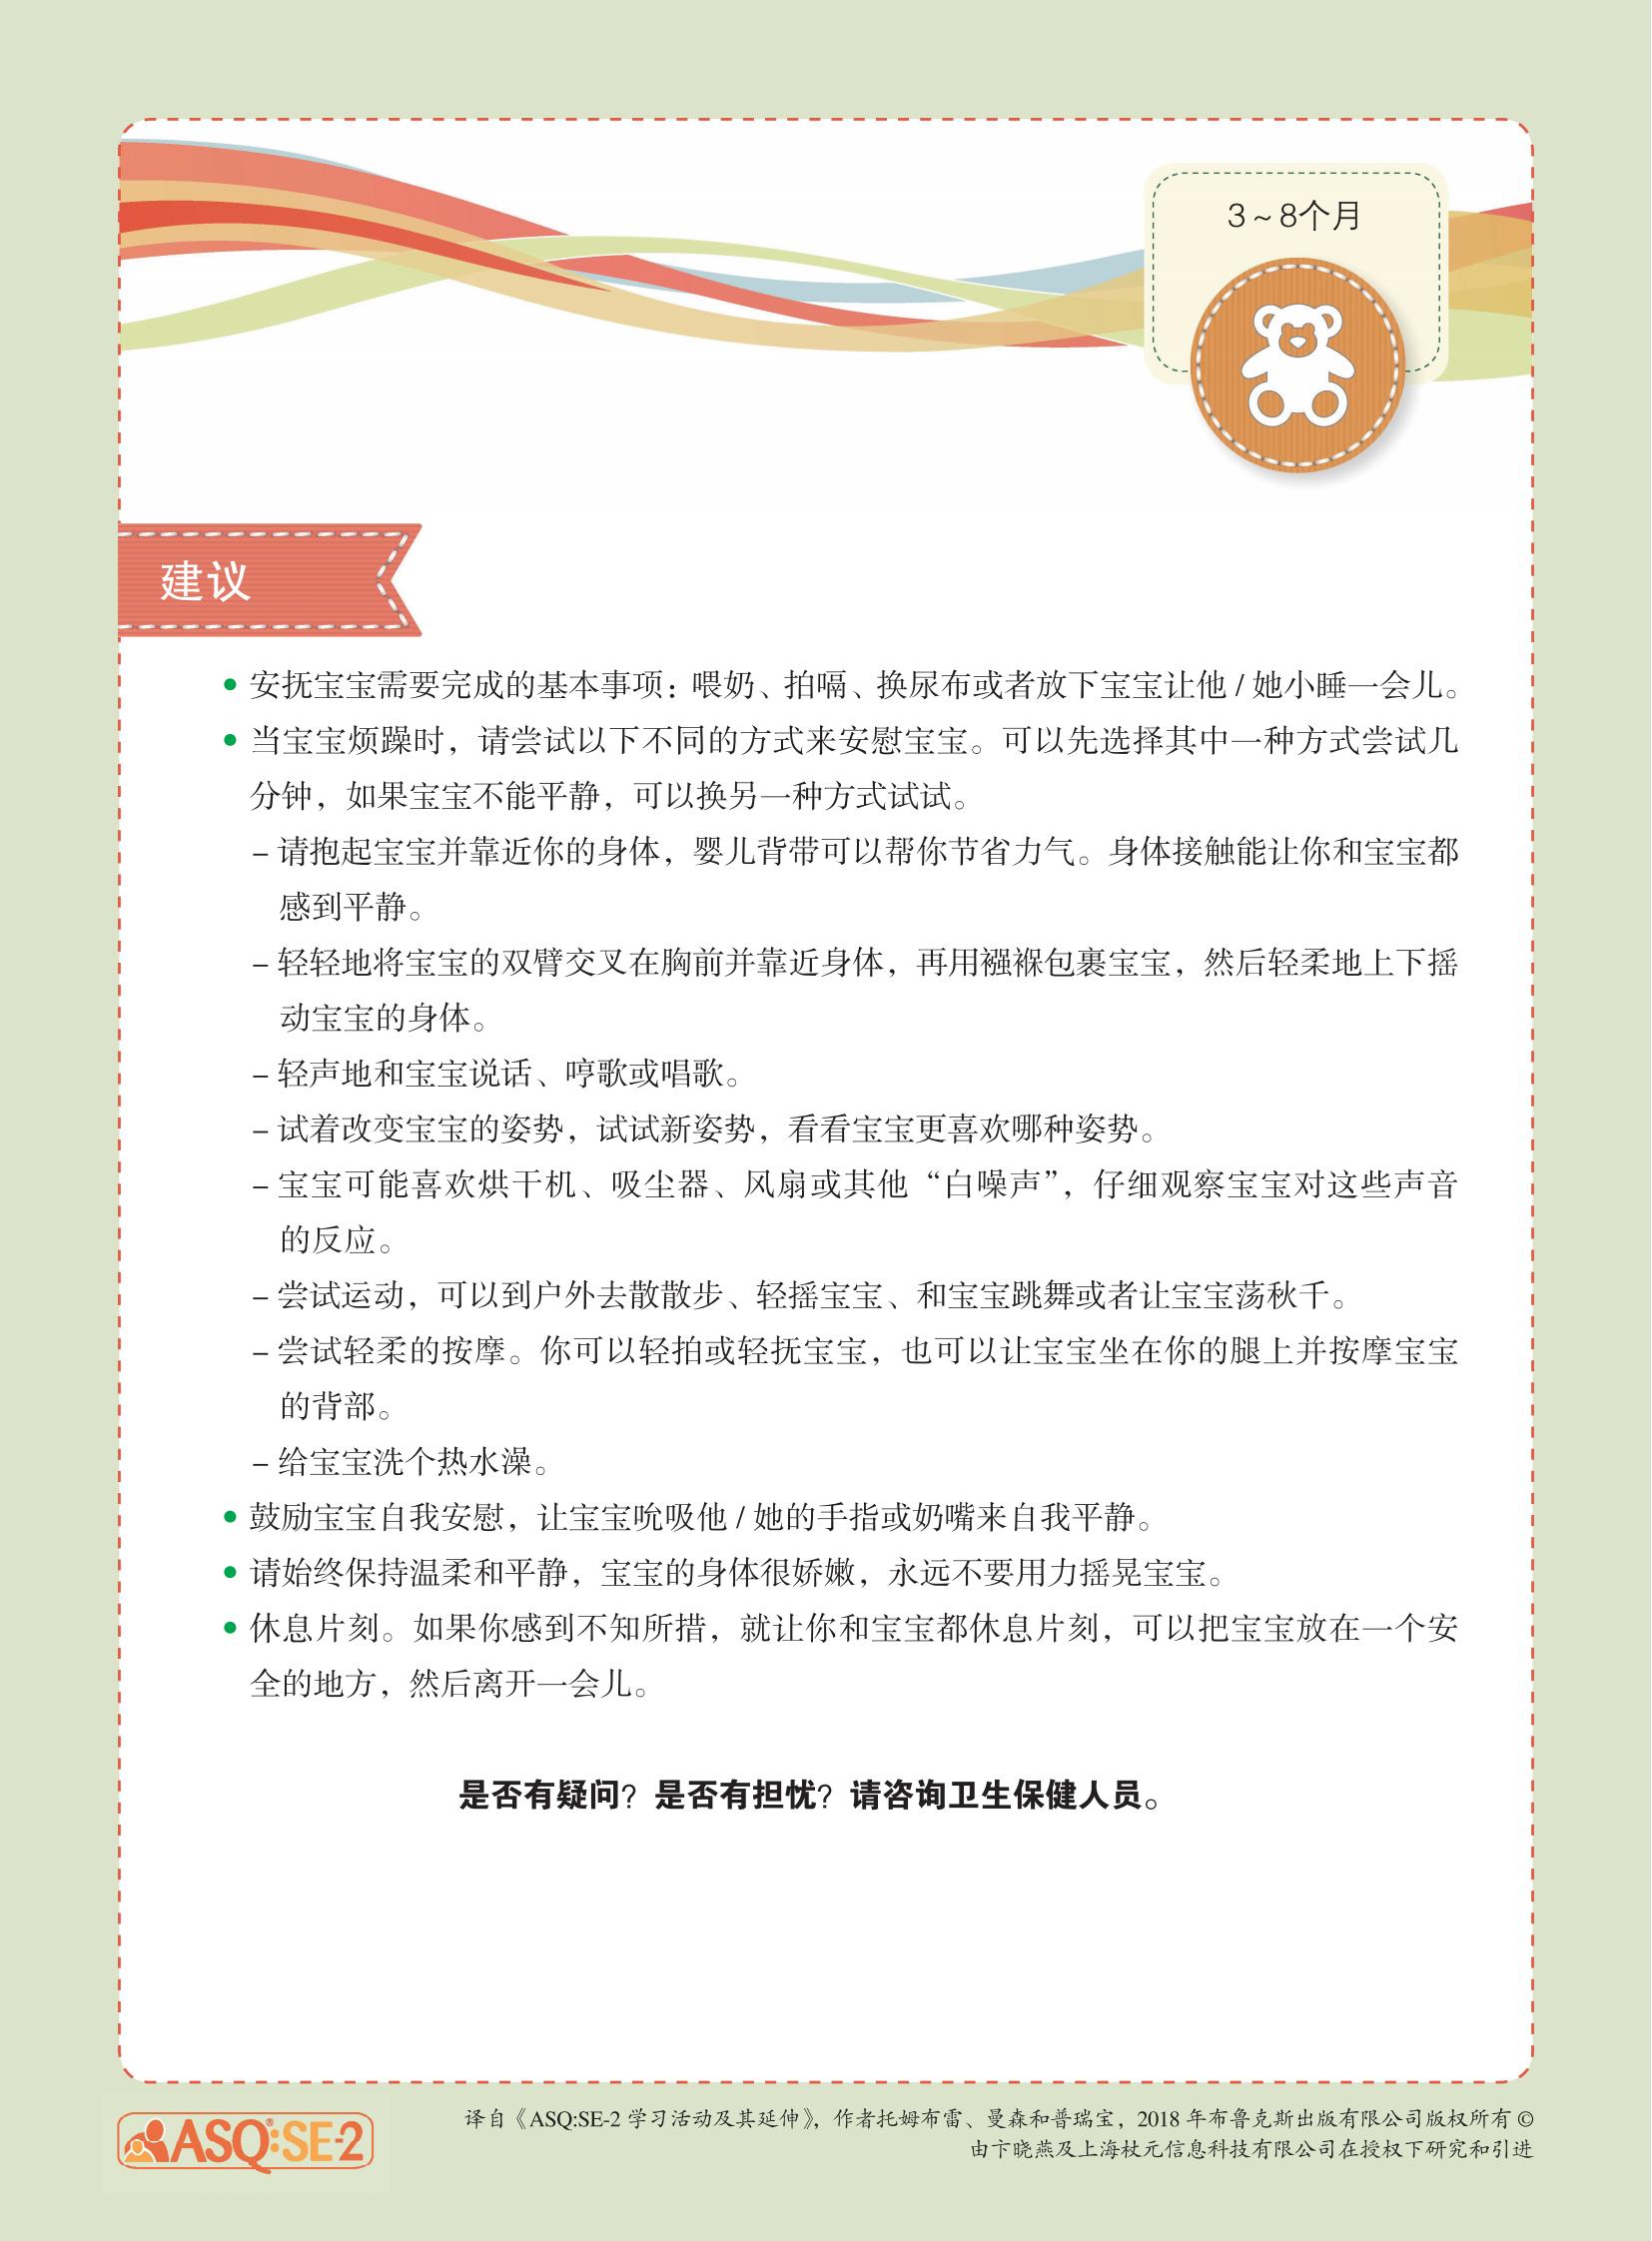 3~8个月
建议
• 安抚宝宝需要完成的基本事项：喂奶、拍嗝、换尿布或者放下宝宝让他 / 她小睡一会儿。
• 当宝宝烦躁时，请尝试以下不同的方式来安慰宝宝。可以先选择其中一种方式尝试几
分钟，如果宝宝不能平静，可以换另一种方式试试。
– 请抱起宝宝并靠近你的身体，婴儿背带可以帮你节省力气。身体接触能让你和宝宝都
感到平静。
– 轻轻地将宝宝的双臂交叉在胸前并靠近身体，再用襁褓包裹宝宝，然后轻柔地上下摇
动宝宝的身体。
– 轻声地和宝宝说话、哼歌或唱歌。
– 试着改变宝宝的姿势，试试新姿势，看看宝宝更喜欢哪种姿势。
– 宝宝可能喜欢烘干机、吸尘器、风扇或其他“白噪声”，仔细观察宝宝对这些声音
的反应。
– 尝试运动，可以到户外去散散步、轻摇宝宝、和宝宝跳舞或者让宝宝荡秋千。
– 尝试轻柔的按摩。你可以轻拍或轻抚宝宝，也可以让宝宝坐在你的腿上并按摩宝宝
的背部。
– 给宝宝洗个热水澡。
• 鼓励宝宝自我安慰，让宝宝吮吸他 / 她的手指或奶嘴来自我平静。
• 请始终保持温柔和平静，宝宝的身体很娇嫩，永远不要用力摇晃宝宝。
• 休息片刻。如果你感到不知所措，就让你和宝宝都休息片刻，可以把宝宝放在一个安
全的地方，然后离开一会儿。
是否有疑问？是否有担忧？请咨询卫生保健人员。
ASQ®:SE-2
译自《ASQ:SE-2 学习活动及其延伸》，作者托姆布雷、曼森和普瑞宝，2018 年布鲁克斯出版有限公司版权所有 ©
由卞晓燕及上海杖元信息科技有限公司在授权下研究和引进